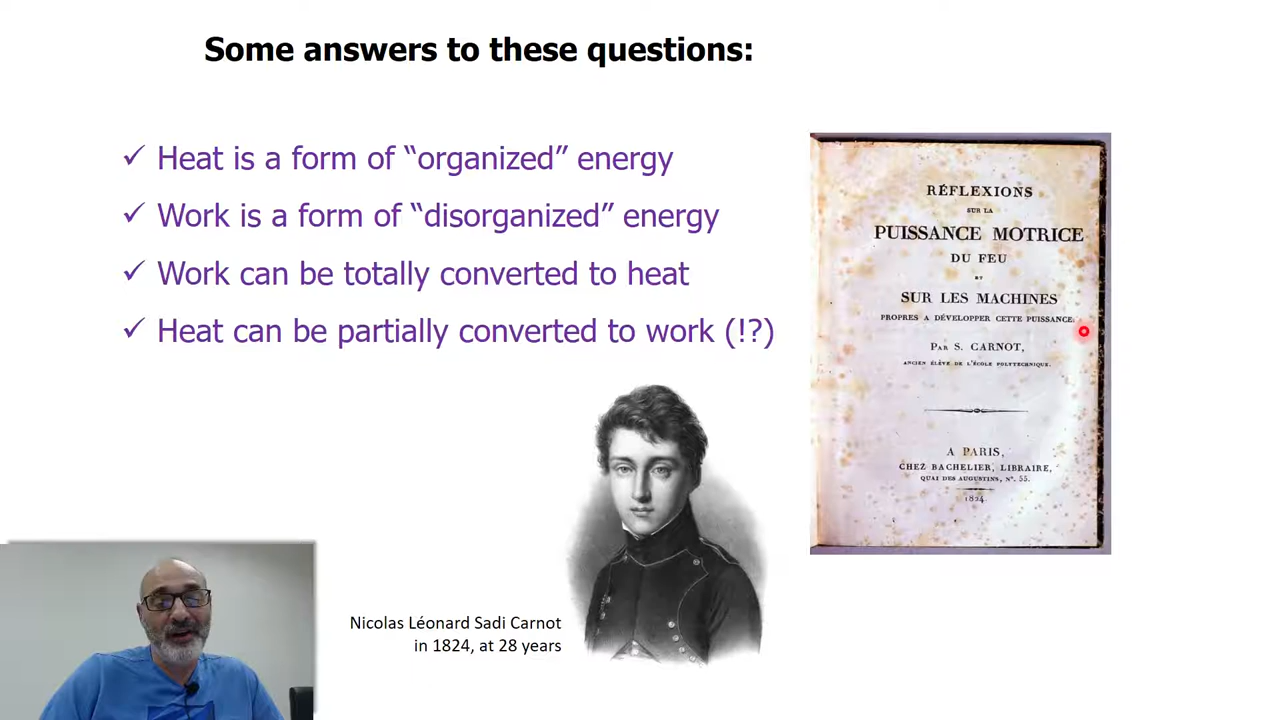 Some answers to these questions:
✓ Heat is a form of “organized” energy
✓ Work is a form of “disorganized” energy
✓ Work can be totally converted to heat
✓ Heat can be partially converted to work (!?)
RÉFLEXIONS
SUR LA
PUISSANCE MOTRICE
DU FEU
ET
SUR LES MACHINES
PROPRES A DÉVELOPPER CETTE PUISSANCE.
PAR S. CARNOT,
ANCIEN ÉLÈVE DE L'ÉCOLE POLYTECHNIQUE.
A PARIS,
CHEZ BACHELIER, LIBRAIRE,
QUAI DES AUGUSTINS, Nº. 55.
1824.
Nicolas Léonard Sadi Carnot
in 1824, at 28 years